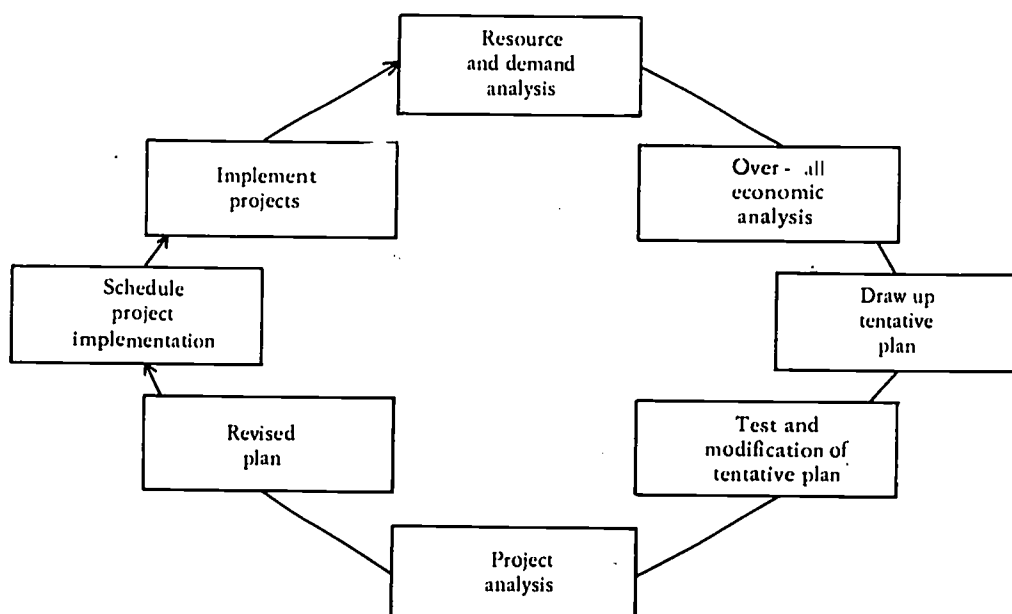 Resource
and demand
analysis
Over - all
economic
analysis
Draw up
tentative
plan
Test and
modification of
tentative plan
Project
analysis
Revised
plan
Schedule
project
implementation
Implement
projects